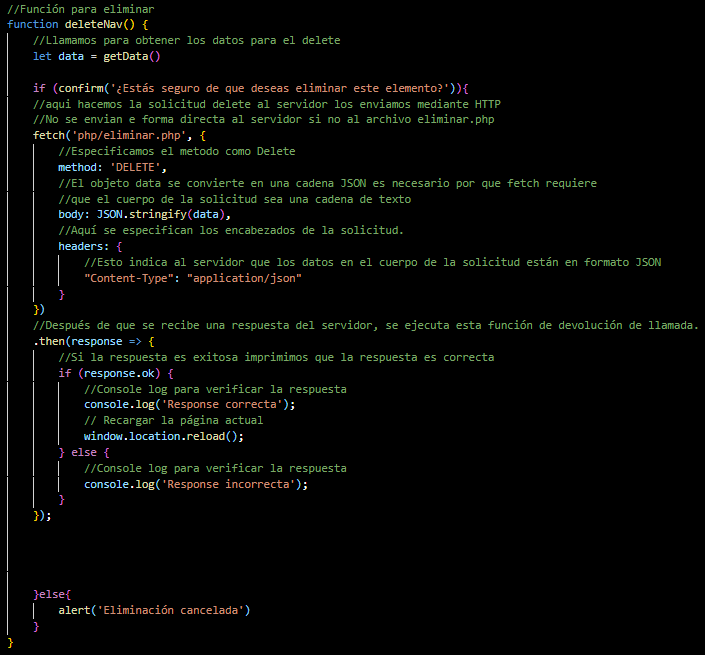 //Función para eliminar
function deleteNav() {
//Llamamos para obtener los datos para el delete
let data = getData()
if (confirm('¿Estás seguro de que deseas eliminar este elemento?')){
//aqui hacemos la solicitud delete al servidor los enviamos mediante HTTP
//No se envian e forma directa al servidor si no al archivo eliminar.php
fetch('php/eliminar.php', {
//Especificamos el metodo como Delete
method: 'DELETE',
//El objeto data se convierte en una cadena JSON es necesario por que fetch requiere
//que el cuerpo de la solicitud sea una cadena de texto
body: JSON.stringify(data),
//Aquí se especifican los encabezados de la solicitud.
headers: {
//Esto indica al servidor que los datos en el cuerpo de la solicitud están en formato JSON
"Content-Type": "application/json"
}
})
//Después de que se recibe una respuesta del servidor, se ejecuta esta función de devolución de llamada.
.then(response => {
//Si la respuesta es exitosa imprimimos que la respuesta es correcta
if (response.ok) {
//Console log para verificar la respuesta
console.log('Response correcta');
// Recargar la página actual
window.location.reload();
} else {
//Console log para verificar la respuesta
console.log('Response incorrecta');
}
});
}else{
alert('Eliminación cancelada')
}
}